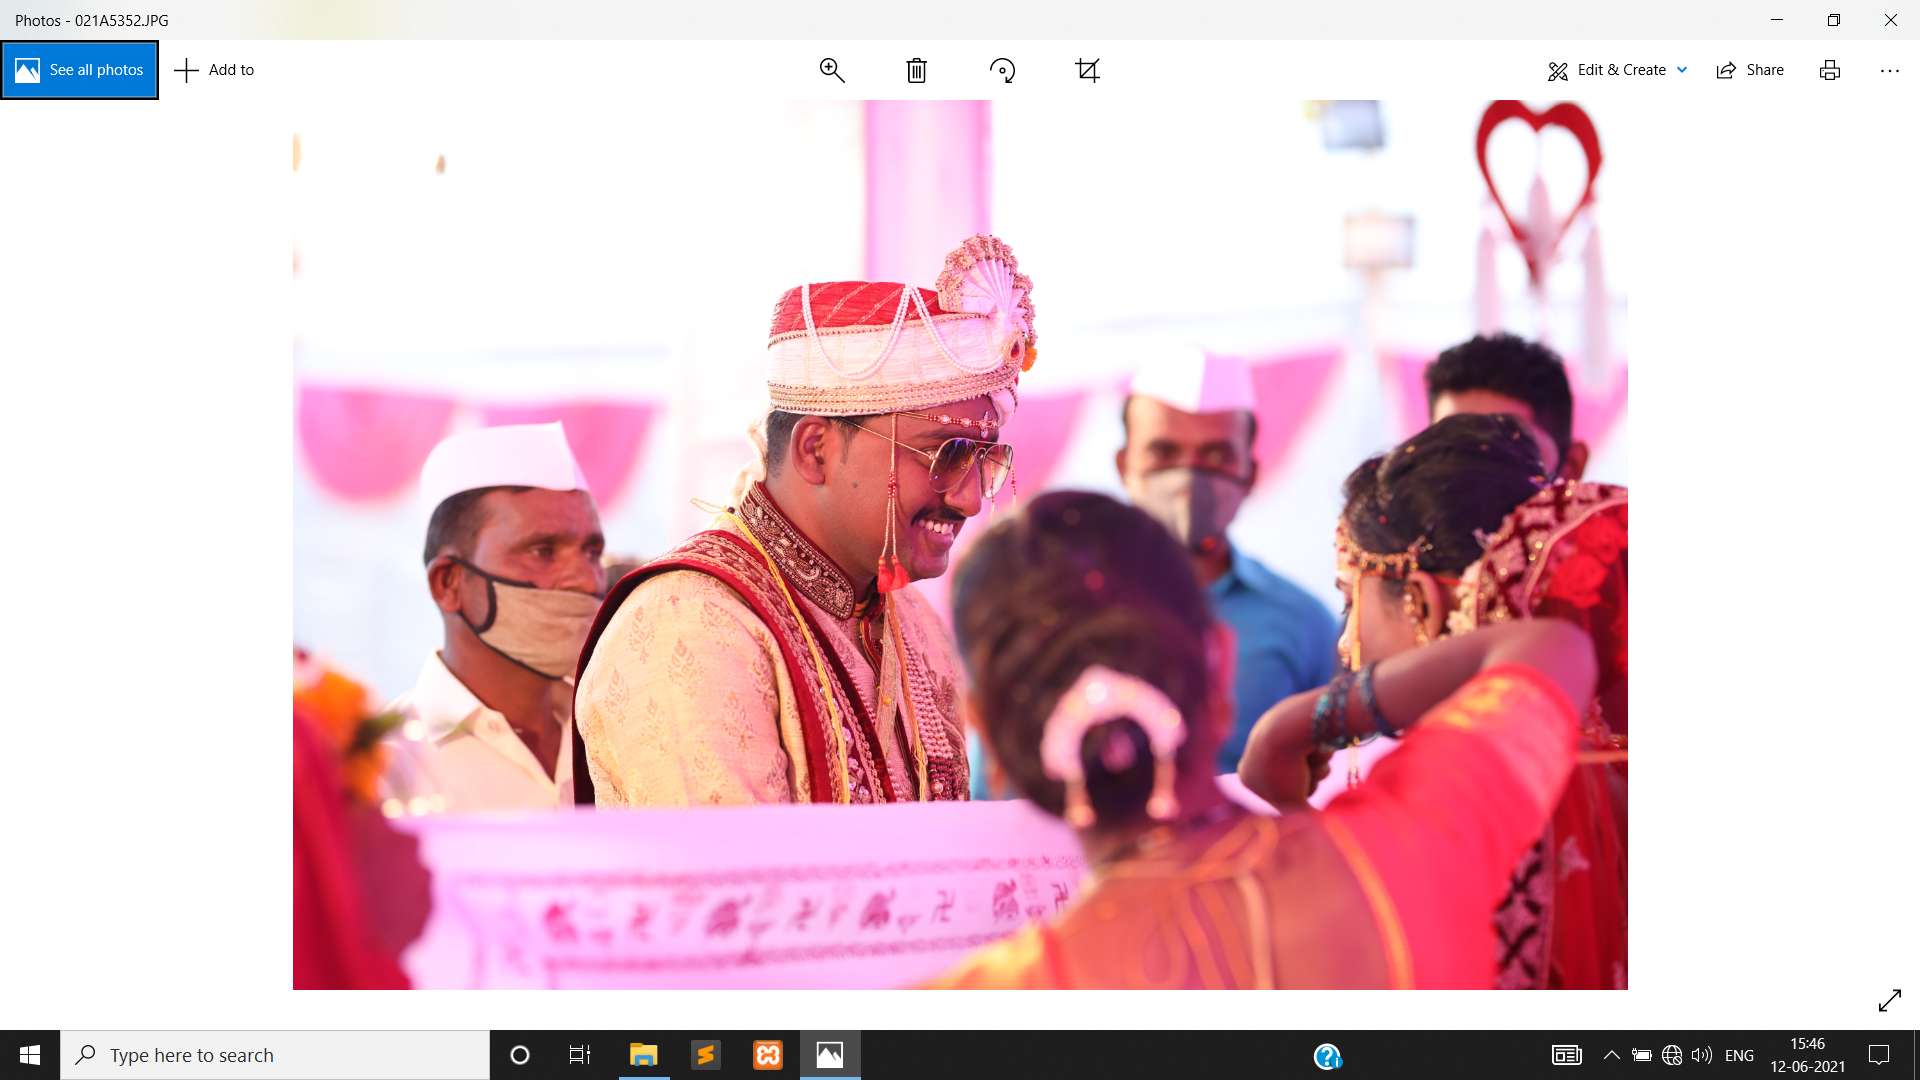 Photos - 021A5352.JPG
See all photos
Add to
Edit & Create
Share
Type here to search
ENG
15:46
12-06-2021